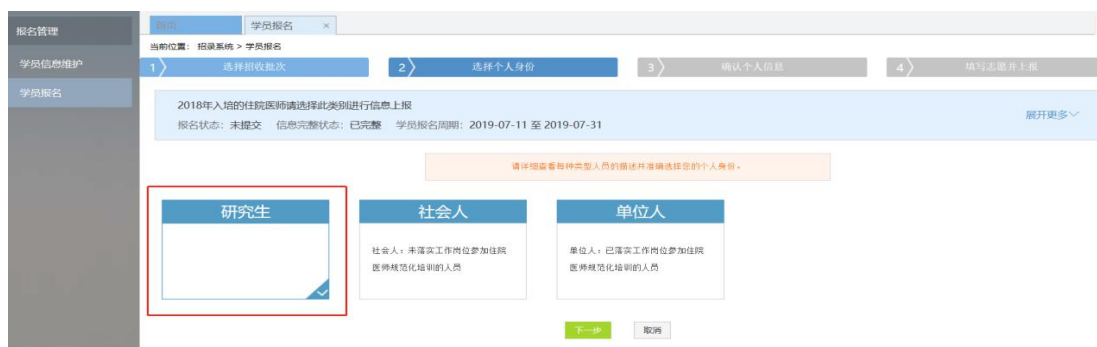 报名管理
学员信息维护
学员报名
首页
学员报名 ×
当前位置： 招录系统 > 学员报名
1 选择招收批次
2 选择个人身份
3 确认个人信息
4 填写志愿并上报
2018年入培的住院医师请选择此类别进行信息上报
报名状态：未提交 信息完整状态：已完整 学员报名周期：2019-07-11 至 2019-07-31
展开更多
请详细查看每种类型人员的描述并准确选择您的个人身份。
研究生
社会人
社会人：未落实工作岗位参加住院
医师规范化培训的人员
单位人
单位人：已落实工作岗位参加住院
医师规范化培训的人员
下一步
取消